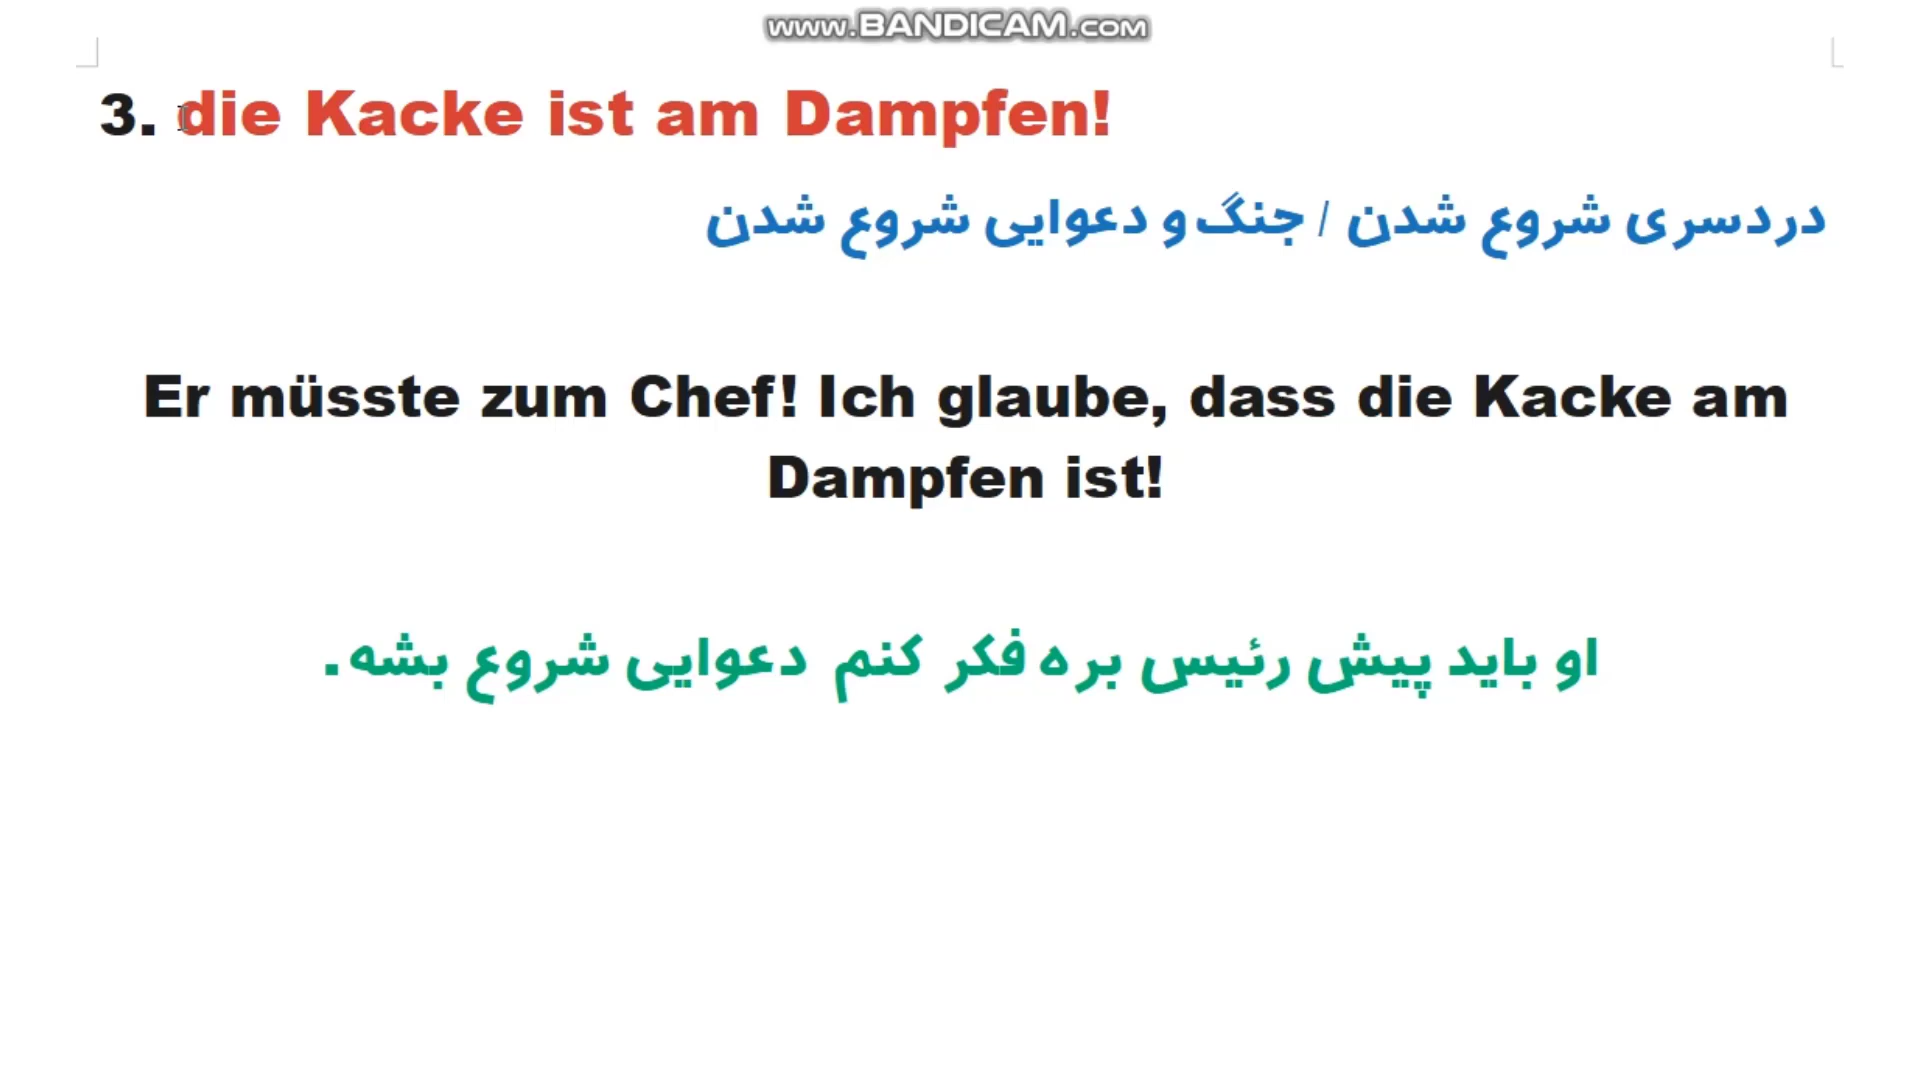 www.BANDICAM.com
3. die Kacke ist am Dampfen!
دردسری شروع شدن / جنگ و دعوایی شروع شدن
Er müsste zum Chef! Ich glaube, dass die Kacke am
Dampfen ist!
او باید پیش رئیس بره فکر کنم دعوایی شروع بشه.